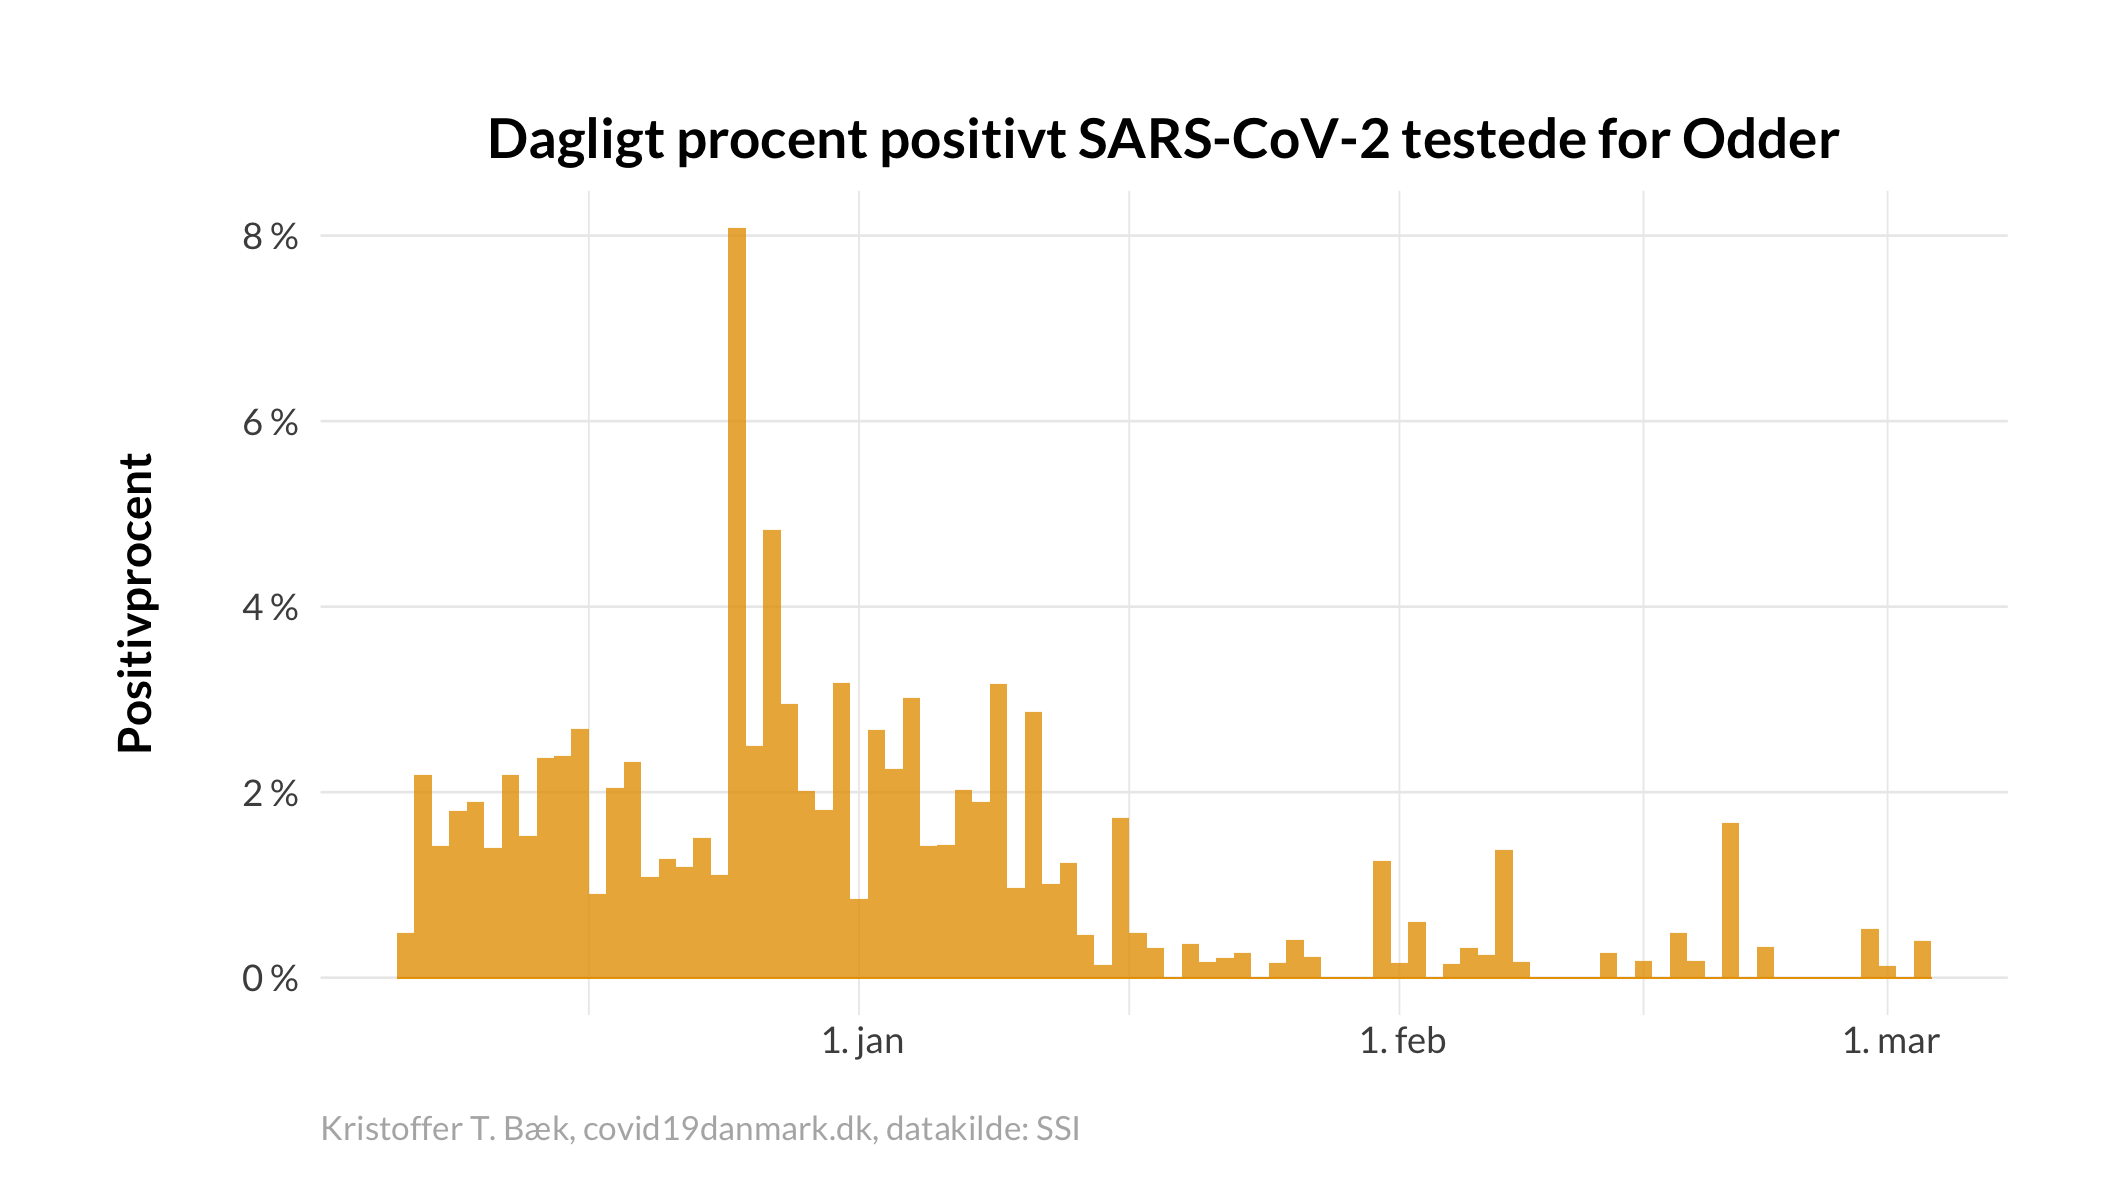 Dagligt procent positivt SARS-CoV-2 testede for Odder
Positivprocent
8 %
6 %
4 %
2 %
0 %
1. jan
1. feb
1. mar
Kristoffer T. Bæk, covid19danmark.dk, datakilde: SSI